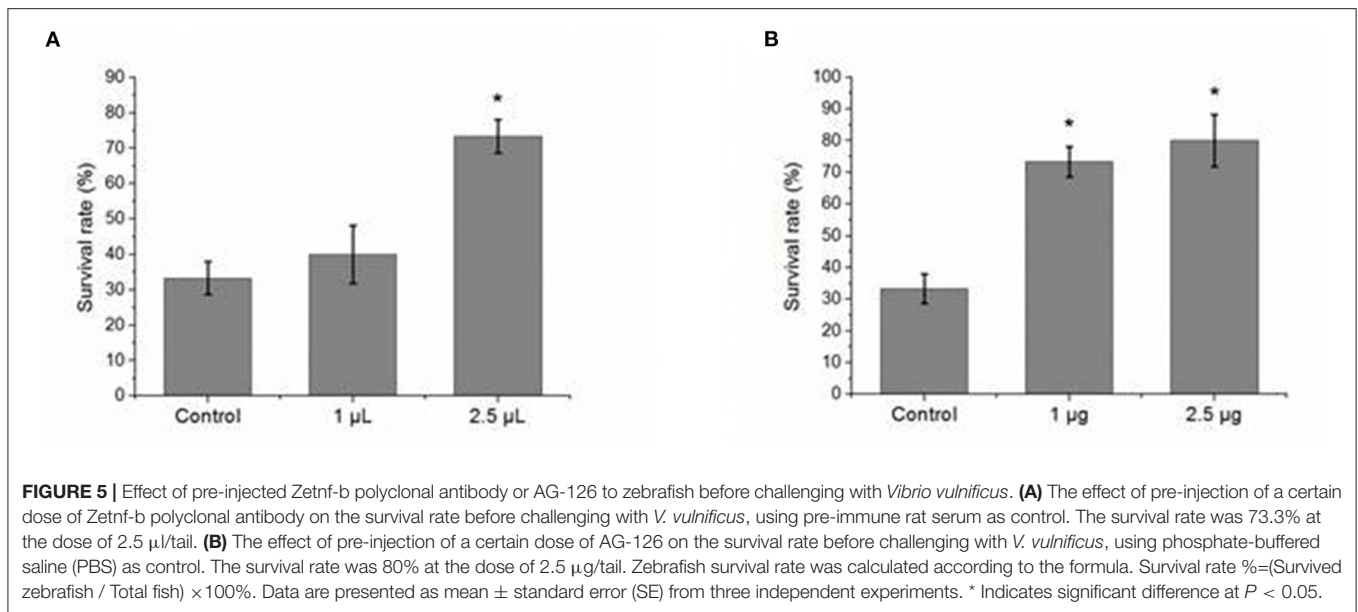 A
Survival rate (%)
90
80
70
60
50
40
30
20
10
0
*
Control 1 µL 2.5 µL
B
Survival rate (%)
100
90
80
70
60
50
40
30
20
10
0
* *
Control 1 µg 2.5 µg
FIGURE 5 | Effect of pre-injected Zetnf-b polyclonal antibody or AG-126 to zebrafish before challenging with Vibrio vulnificus. (A) The effect of pre-injection of a certain
dose of Zetnf-b polyclonal antibody on the survival rate before challenging with V. vulnificus, using pre-immune rat serum as control. The survival rate was 73.3% at
the dose of 2.5 µl/tail. (B) The effect of pre-injection of a certain dose of AG-126 on the survival rate before challenging with V. vulnificus, using phosphate-buffered
saline (PBS) as control. The survival rate was 80% at the dose of 2.5 µg/tail. Zebrafish survival rate was calculated according to the formula. Survival rate %=(Survived
zebrafish / Total fish) ×100%. Data are presented as mean ± standard error (SE) from three independent experiments. * Indicates significant difference at P < 0.05.